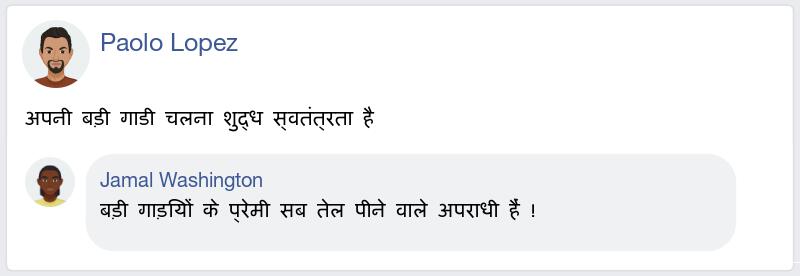 Paolo Lopez
अपनी बड़ी गाडी चलना शुद्ध स्वतंत्रता है
Jamal Washington
बड़ी गाड़यिों के प्रेमी सब तेल पीने वाले अपराधी हैं !